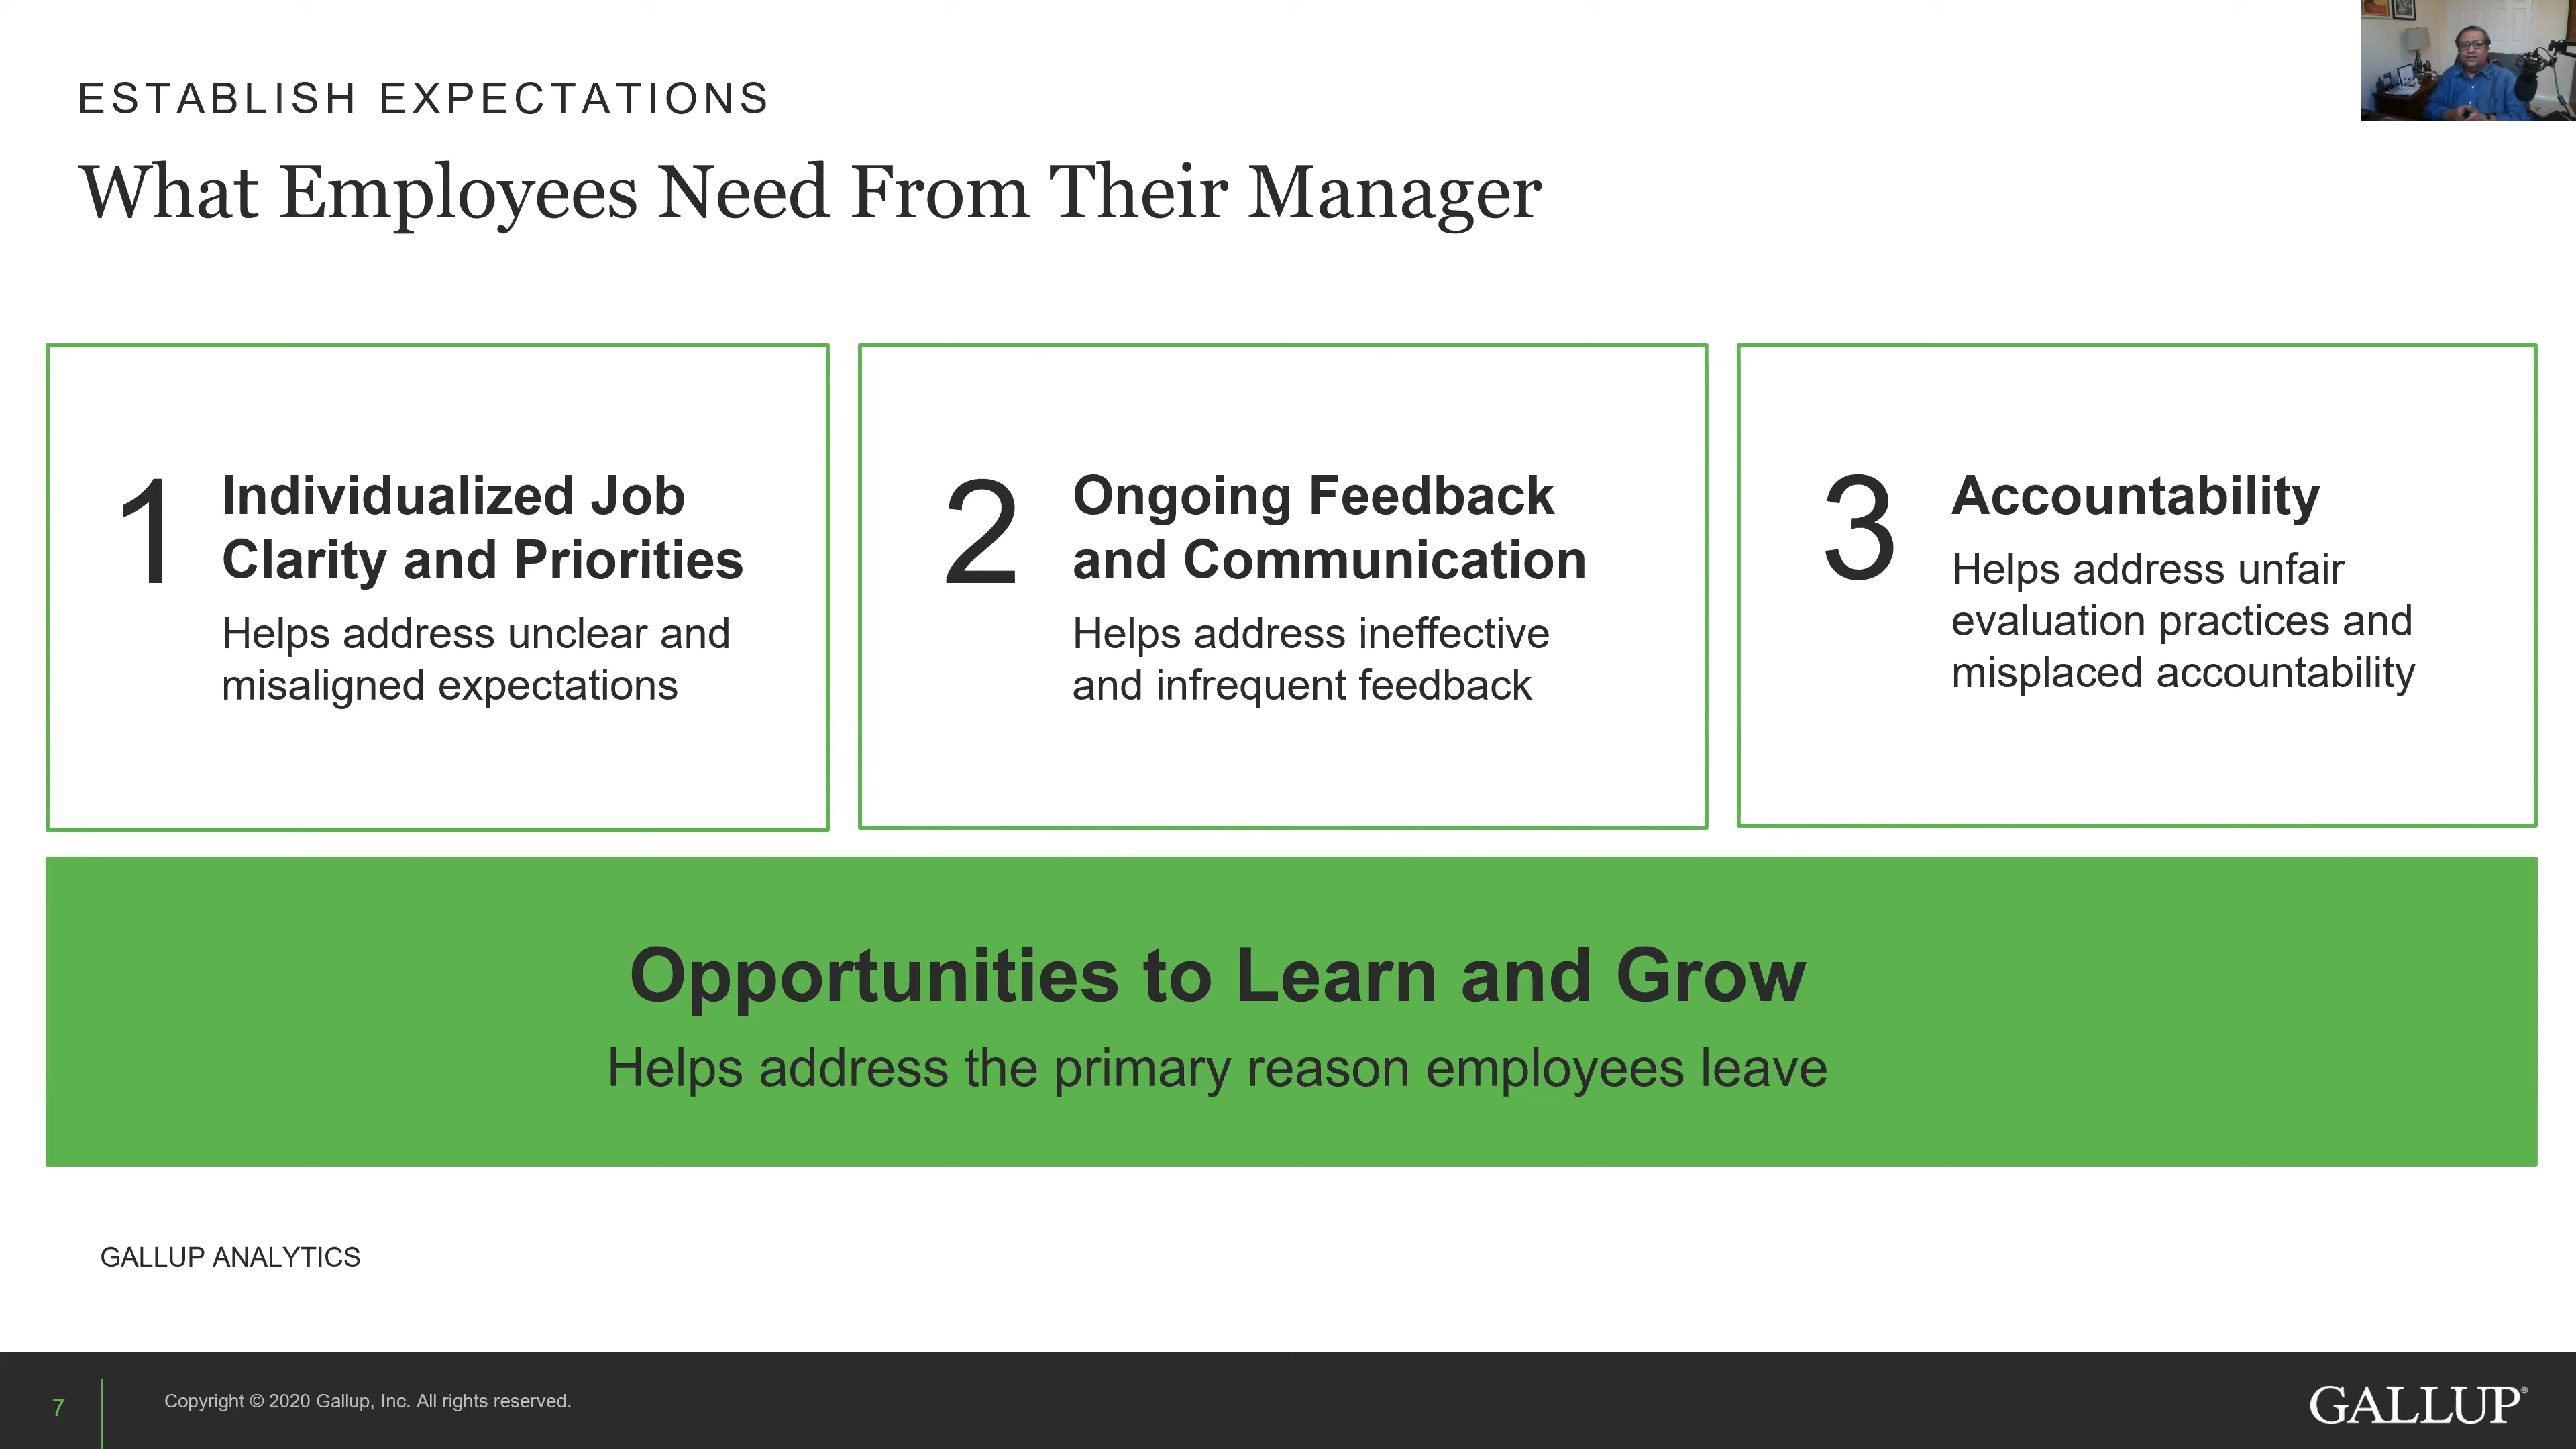 ESTABLISH EXPECTATIONS
What Employees Need From Their Manager
1
Individualized Job
Clarity and Priorities
Helps address unclear and
misaligned expectations
2
Ongoing Feedback
and Communication
Helps address ineffective
and infrequent feedback
3
Accountability
Helps address unfair
evaluation practices and
misplaced accountability
Opportunities to Learn and Grow
Helps address the primary reason employees leave
GALLUP ANALYTICS
7
Copyright © 2020 Gallup, Inc. All rights reserved.
GALLUP®